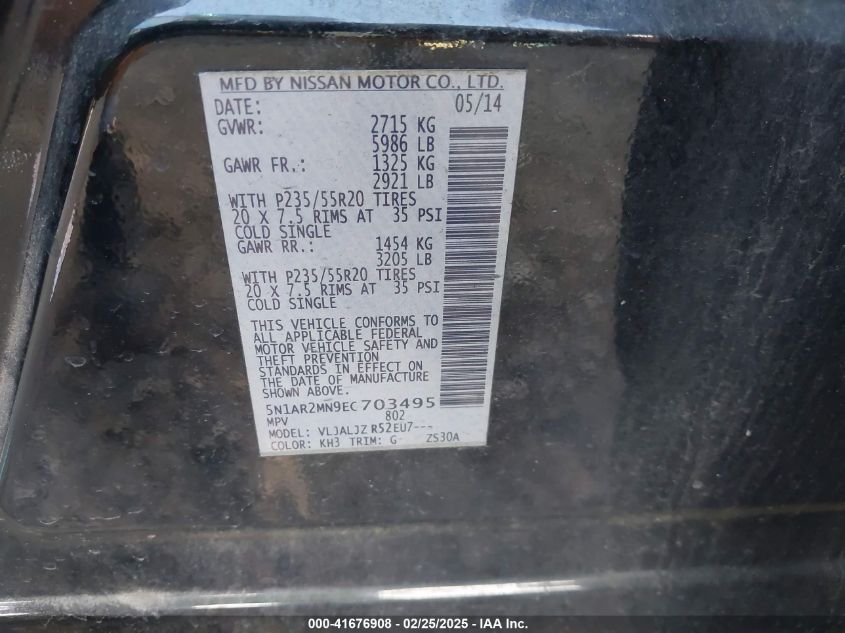 MFD BY NISSAN MOTOR CO., LTD.
DATE: 05/14
GVWR: 2715 KG
5986 LB
GAWR FR.: 1325 KG
2921 LB
WITH P235/55R20 TIRES
20 X 7.5 RIMS AT 35 PSI
COLD SINGLE
GAWR RR.: 1454 KG
3205 LB
WITH P235/55R20 TIRES
20 X 7.5 RIMS AT 35 PSI
COLD SINGLE
THIS VEHICLE CONFORMS TO
ALL APPLICABLE FEDERAL
MOTOR VEHICLE SAFETY AND
THEFT PREVENTION
STANDARDS IN EFFECT ON
THE DATE OF MANUFACTURE
SHOWN ABOVE.
5N1AR2MN9EC703495
MPV 802
MODEL: VLJALJZ R52EU7---
COLOR: KH3 TRIM: G ZS30A
000-41676908 - 02/25/2025 - IAA Inc.